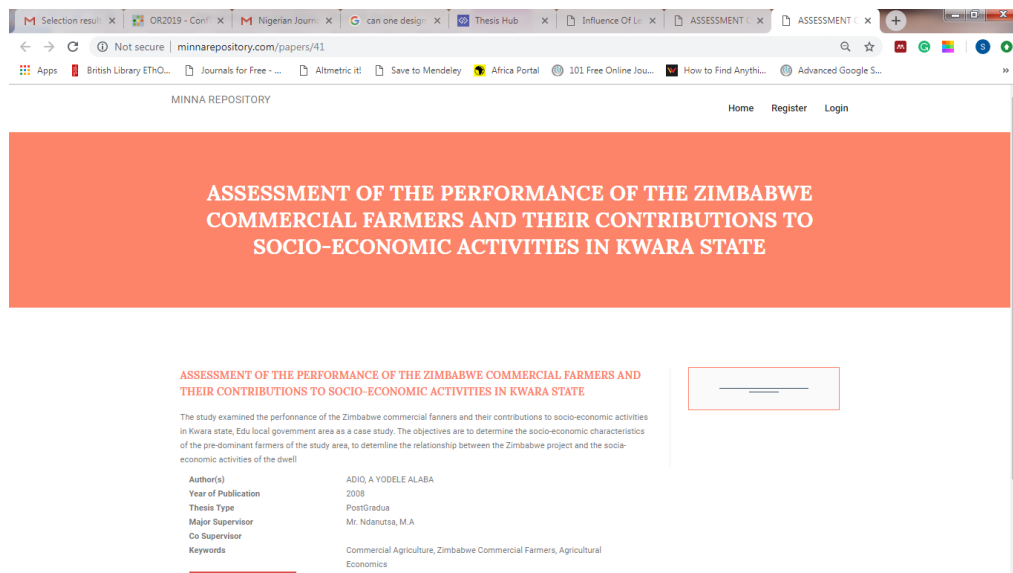 Selection result
OR2019 - Conf
Nigerian Journ
can one design
Thesis Hub
Influence Of Le
ASSESSMENT O
ASSESSMENT O
Not secure | minnarepository.com/papers/41
Apps
British Library EThO...
Journals for Free - ...
Altmetric it!
Save to Mendeley
Africa Portal
101 Free Online Jou...
How to Find Anythi...
Advanced Google S...
»
MINNA REPOSITORY
Home Register Login
ASSESSMENT OF THE PERFORMANCE OF THE ZIMBABWE
COMMERCIAL FARMERS AND THEIR CONTRIBUTIONS TO
SOCIO-ECONOMIC ACTIVITIES IN KWARA STATE
ASSESSMENT OF THE PERFORMANCE OF THE ZIMBABWE COMMERCIAL FARMERS AND
THEIR CONTRIBUTIONS TO SOCIO-ECONOMIC ACTIVITIES IN KWARA STATE
The study examined the perfonnance of the Zimbabwe commercial fanners and their contributions to socio-economic activities
in Kwara state, Edu local government area as a case study. The objectives are to determine the socio-economic characteristics
of the pre-dominant farmers of the study area, to detemline the relationship between the Zimbabwe project and the socia-
economic activities of the dwell
Author(s) ADIO, A YODELE ALABA
Year of Publication 2008
Thesis Type PostGradua
Major Supervisor Mr. Ndanutsa, M.A
Co Supervisor
Keywords Commercial Agriculture, Zimbabwe Commercial Farmers, Agricultural
Economics